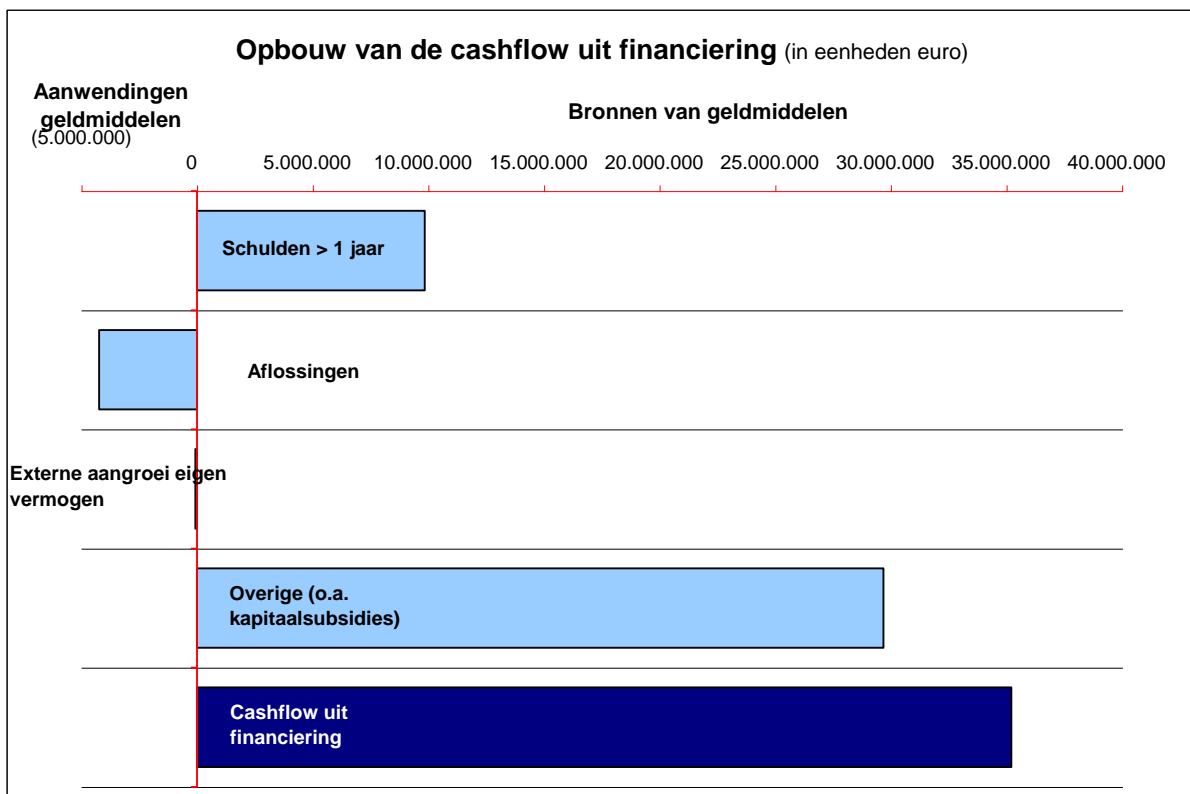 Opbouw van de cashflow uit financiering (in eenheden euro)
Aanwendingen
geldmiddelen
Bronnen van geldmiddelen
(5.000.000)
0
5.000.000
10.000.000
15.000.000
20.000.000
25.000.000
30.000.000
35.000.000
40.000.000
Schulden > 1 jaar
Aflossingen
Externe aangroei eigen
vermogen
Overige (o.a.
kapitaalsubsidies)
Cashflow uit
financiering